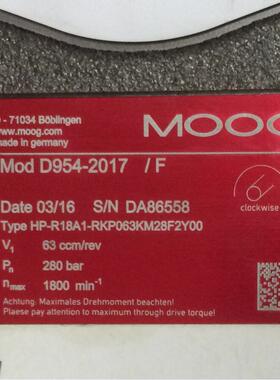 - 71034 Böblingen
www.moog.com
made in germany
MOOG
Mod D954-2017 / F
Date 03/16 S/N DA86558
clockwise
Type HP-R18A1-RKP063KM28F2Y00
V1 63 ccm/rev
Pn 280 bar
nmax 1800 min-1
Achtung: Maximales Drehmoment beachten!
Please pay attention to maximum through drive torque!